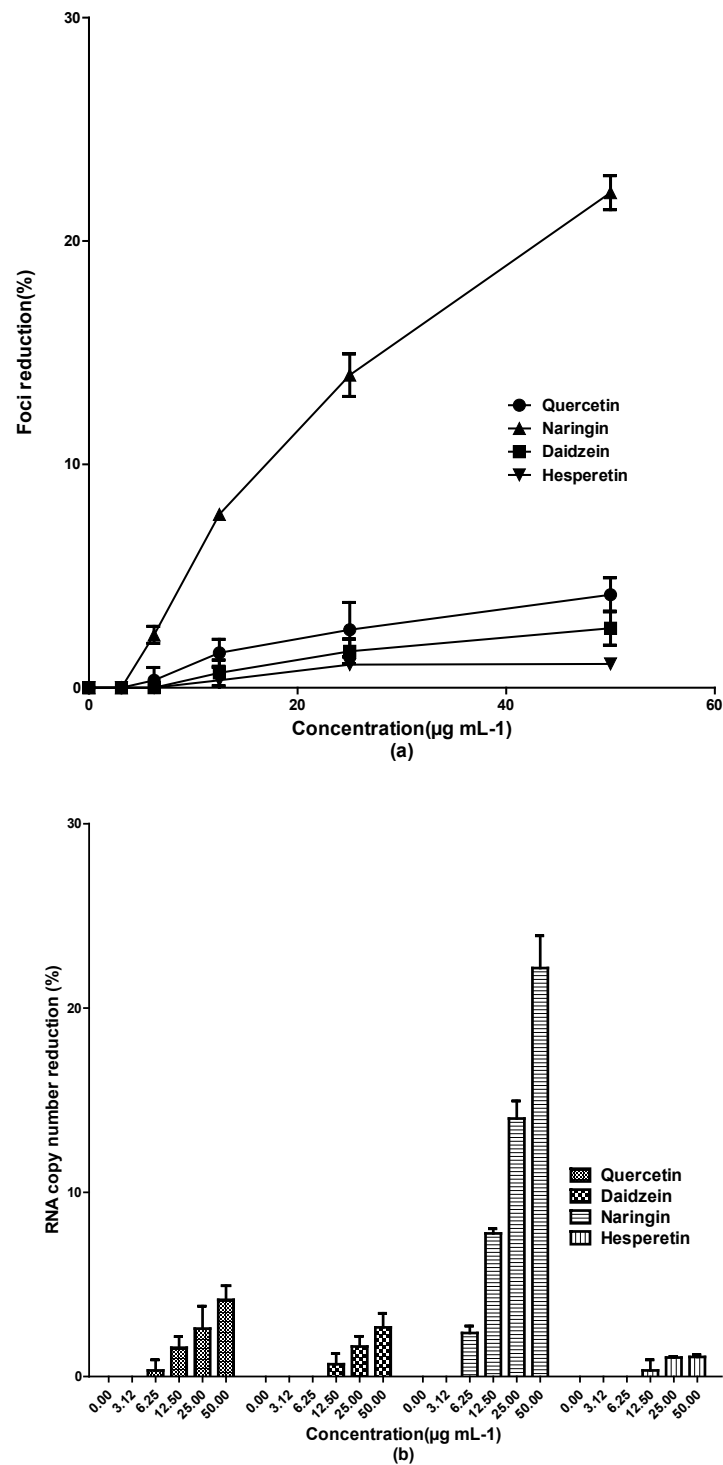 30
20
10
0
Foci reduction(%)
Quercetin
Naringin
Daidzein
Hesperetin
0 20 40 60
Concentration(µg mL-1)
(a)
30
20
10
0
RNA copy number reduction (%)
Quercetin
Daidzein
Naringin
Hesperetin
0.00 3.12 6.25 12.50 25.00 50.00 0.00 3.12 6.25 12.50 25.00 50.00 0.00 3.12 6.25 12.50 25.00 50.00 0.00 3.12 6.25 12.50 25.00 50.00
Concentration(µg mL-1)
(b)